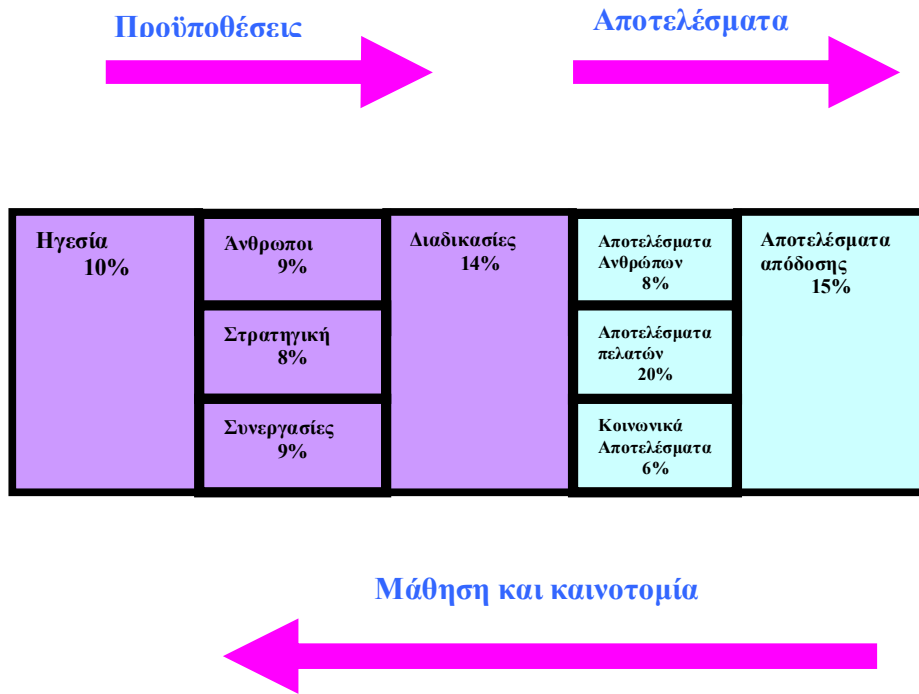 Προϋποθέσεις
Αποτελέσματα
Ηγεσία
10%
Άνθρωποι
9%
Στρατηγική
8%
Συνεργασίες
9%
Διαδικασίες
14%
Αποτελέσματα
Ανθρώπων
8%
Αποτελέσματα
πελατών
20%
Κοινωνικά
Αποτελέσματα
6%
Αποτελέσματα
απόδοσης
15%
Μάθηση και καινοτομία